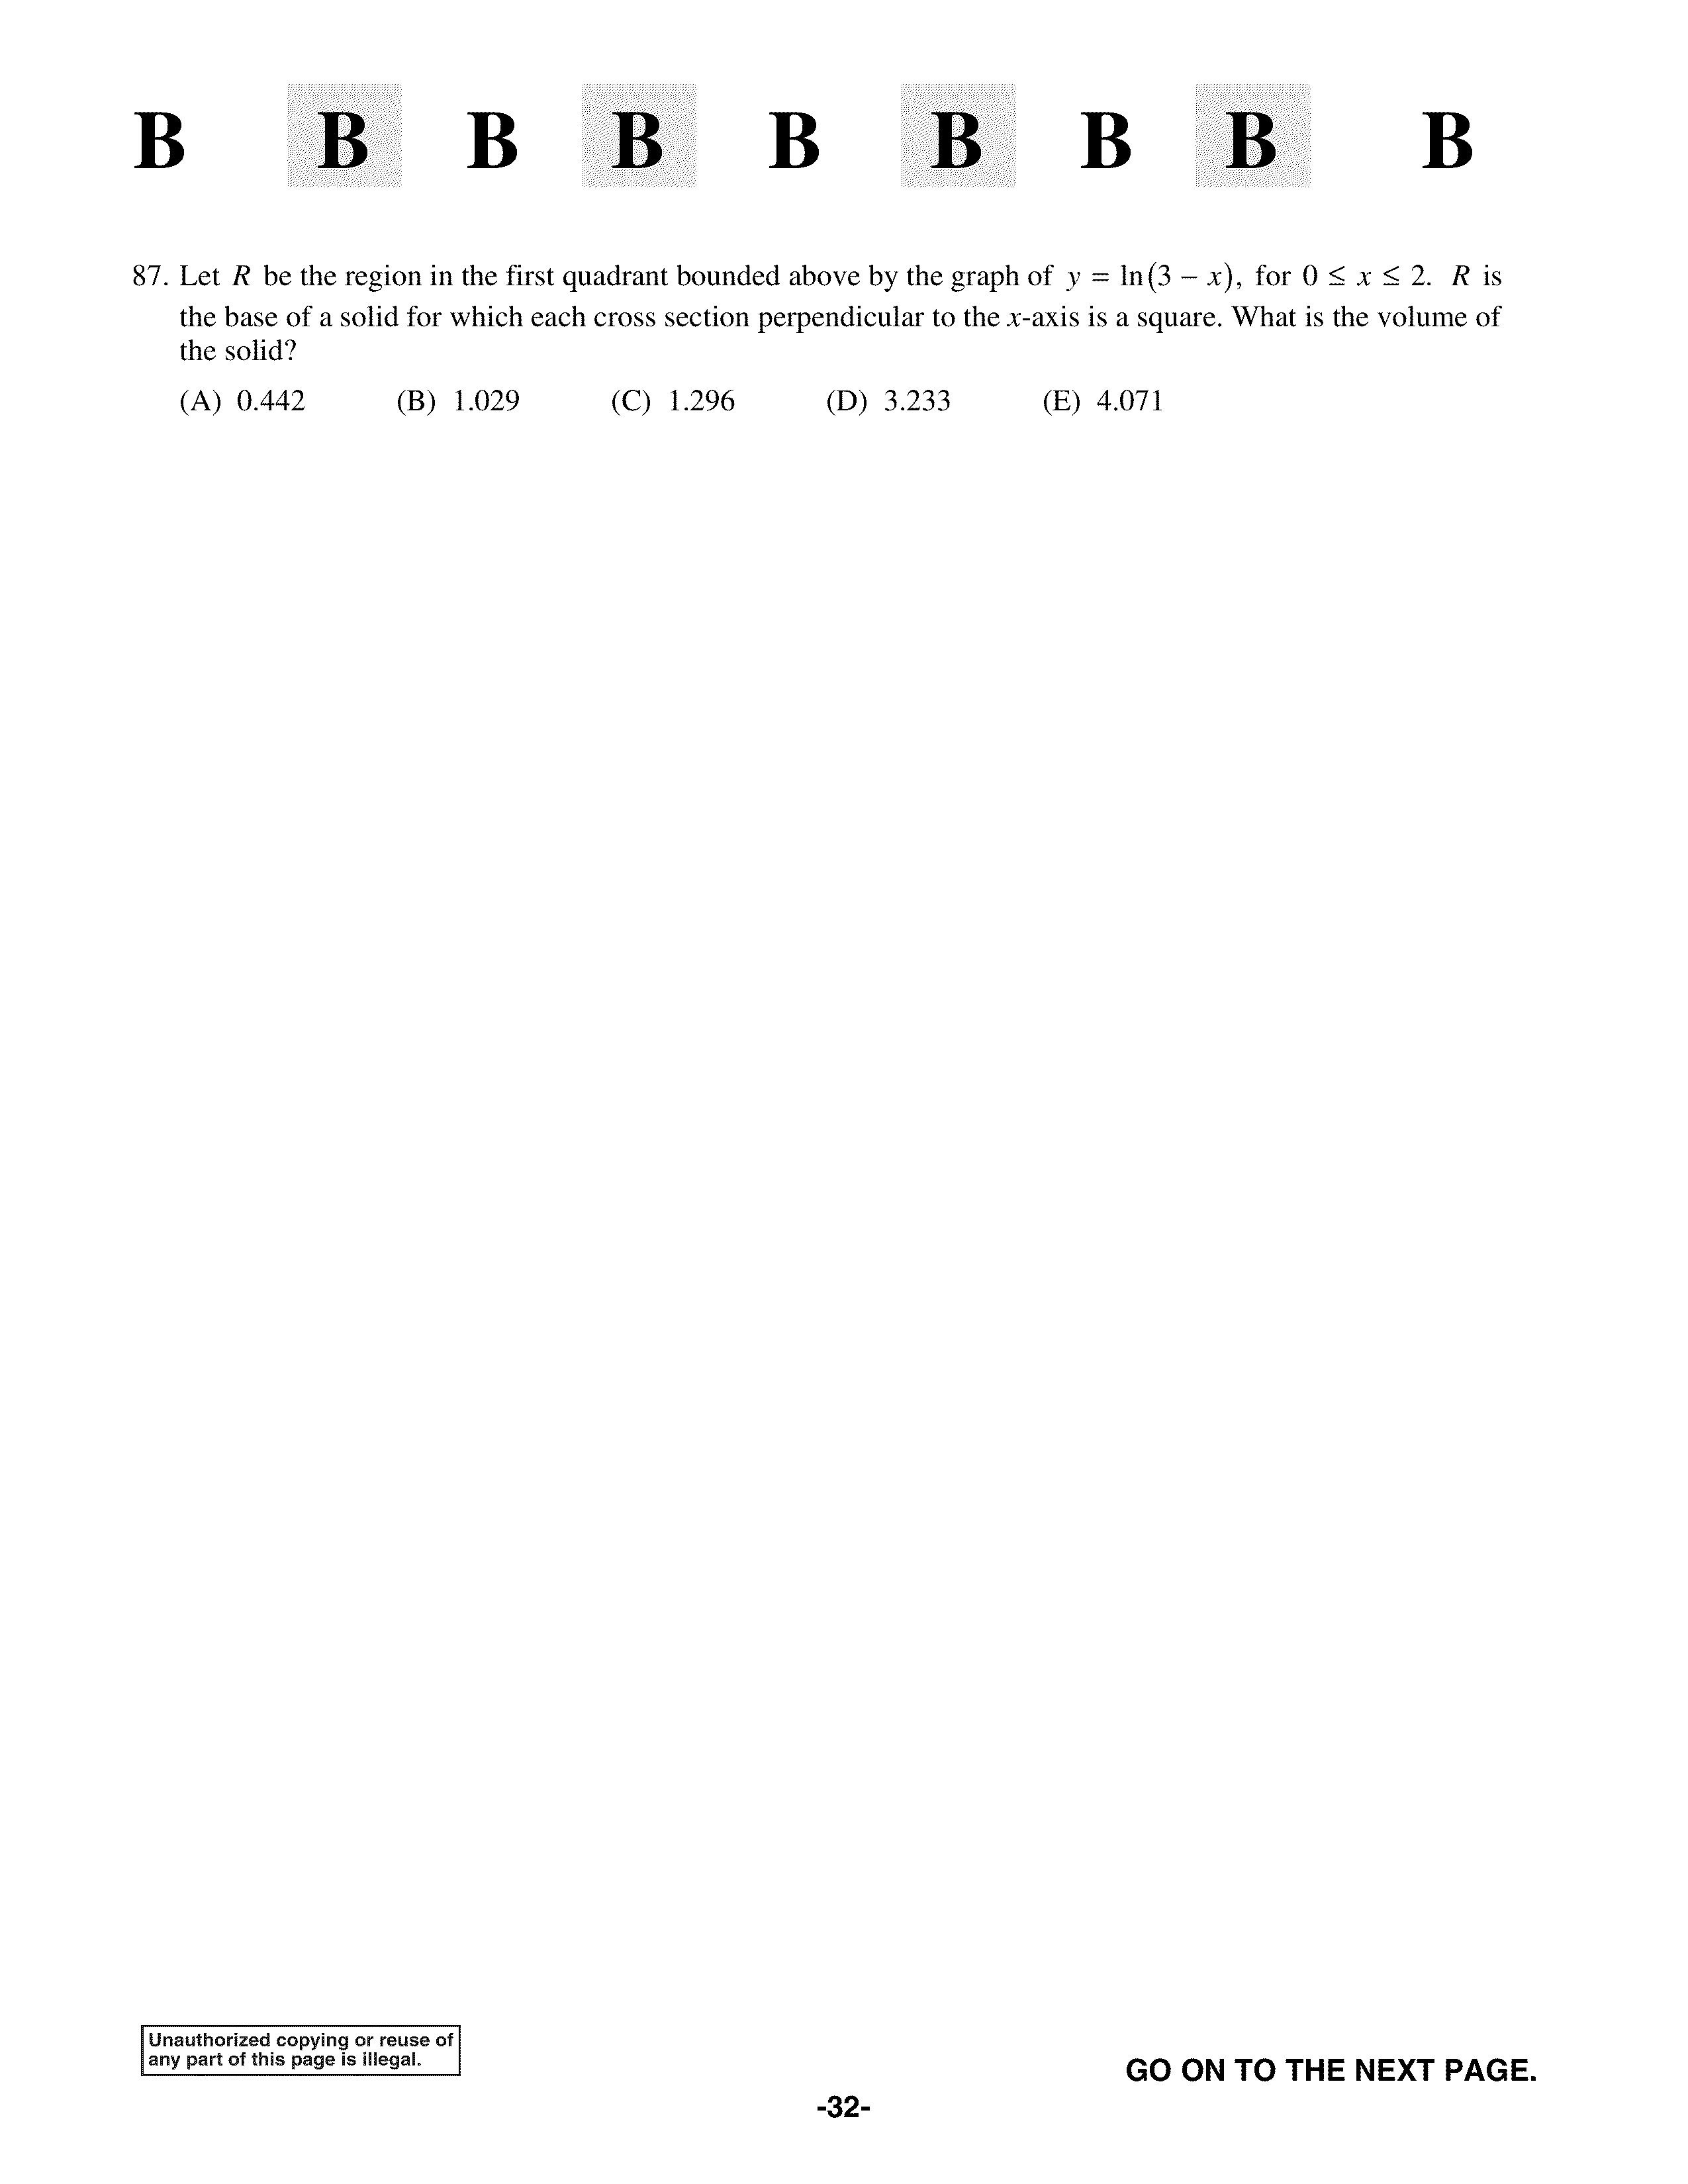 B B B B B B B B B
87. Let R be the region in the first quadrant bounded above by the graph of y = ln(3 − x), for 0 ≤ x ≤ 2. R is
the base of a solid for which each cross section perpendicular to the x-axis is a square. What is the volume of
the solid?
(A) 0.442 (B) 1.029 (C) 1.296 (D) 3.233 (E) 4.071
Unauthorized copying or reuse of
any part of this page is illegal.
GO ON TO THE NEXT PAGE.
-32-